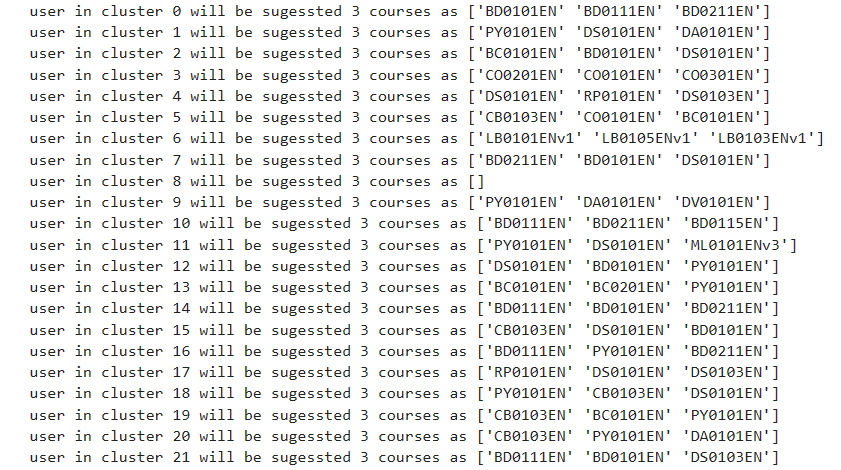 user in cluster 0 will be sugessted 3 courses as ['BD0101EN' 'BD0111EN' 'BD0211EN']
user in cluster 1 will be sugessted 3 courses as ['PY0101EN' 'DS0101EN' 'DA0101EN']
user in cluster 2 will be sugessted 3 courses as ['BC0101EN' 'BD0101EN' 'DS0101EN']
user in cluster 3 will be sugessted 3 courses as ['CO0201EN' 'CO0101EN' 'CO0301EN']
user in cluster 4 will be sugessted 3 courses as ['DS0101EN' 'RP0101EN' 'DS0103EN']
user in cluster 5 will be sugessted 3 courses as ['CB0103EN' 'CO0101EN' 'BC0101EN']
user in cluster 6 will be sugessted 3 courses as ['LB0101ENv1' 'LB0105ENv1' 'LB0103ENv1']
user in cluster 7 will be sugessted 3 courses as ['BD0211EN' 'BD0101EN' 'DS0101EN']
user in cluster 8 will be sugessted 3 courses as []
user in cluster 9 will be sugessted 3 courses as ['PY0101EN' 'DA0101EN' 'DV0101EN']
user in cluster 10 will be sugessted 3 courses as ['BD0111EN' 'BD0211EN' 'BD0115EN']
user in cluster 11 will be sugessted 3 courses as ['PY0101EN' 'DS0101EN' 'ML0101ENv3']
user in cluster 12 will be sugessted 3 courses as ['DS0101EN' 'BD0101EN' 'PY0101EN']
user in cluster 13 will be sugessted 3 courses as ['BC0101EN' 'BC0201EN' 'PY0101EN']
user in cluster 14 will be sugessted 3 courses as ['BD0111EN' 'BD0101EN' 'BD0211EN']
user in cluster 15 will be sugessted 3 courses as ['CB0103EN' 'DS0101EN' 'BD0101EN']
user in cluster 16 will be sugessted 3 courses as ['BD0111EN' 'PY0101EN' 'BD0211EN']
user in cluster 17 will be sugessted 3 courses as ['RP0101EN' 'DS0101EN' 'DS0103EN']
user in cluster 18 will be sugessted 3 courses as ['PY0101EN' 'CB0103EN' 'DS0101EN']
user in cluster 19 will be sugessted 3 courses as ['CB0103EN' 'BC0101EN' 'PY0101EN']
user in cluster 20 will be sugessted 3 courses as ['CB0103EN' 'PY0101EN' 'DA0101EN']
user in cluster 21 will be sugessted 3 courses as ['BD0111EN' 'BD0101EN' 'DS0103EN']